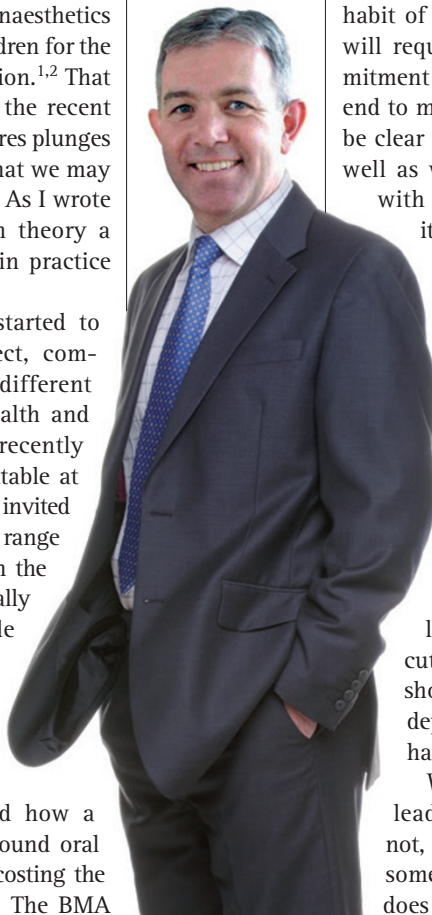 naesthetics
dren for the
ion.1,2 That
the recent
res plunges
hat we may
As I wrote
n theory a
in practice
started to
ect, com-
different
alth and
recently
table at
invited
range
n the
ally
le
d how a
ound oral
costing the
The BMA
habit of
will requ
mitment
end to m
be clear
well as w
with
it
l
cut
sho
dep
ha
W
lead
not,
some
does